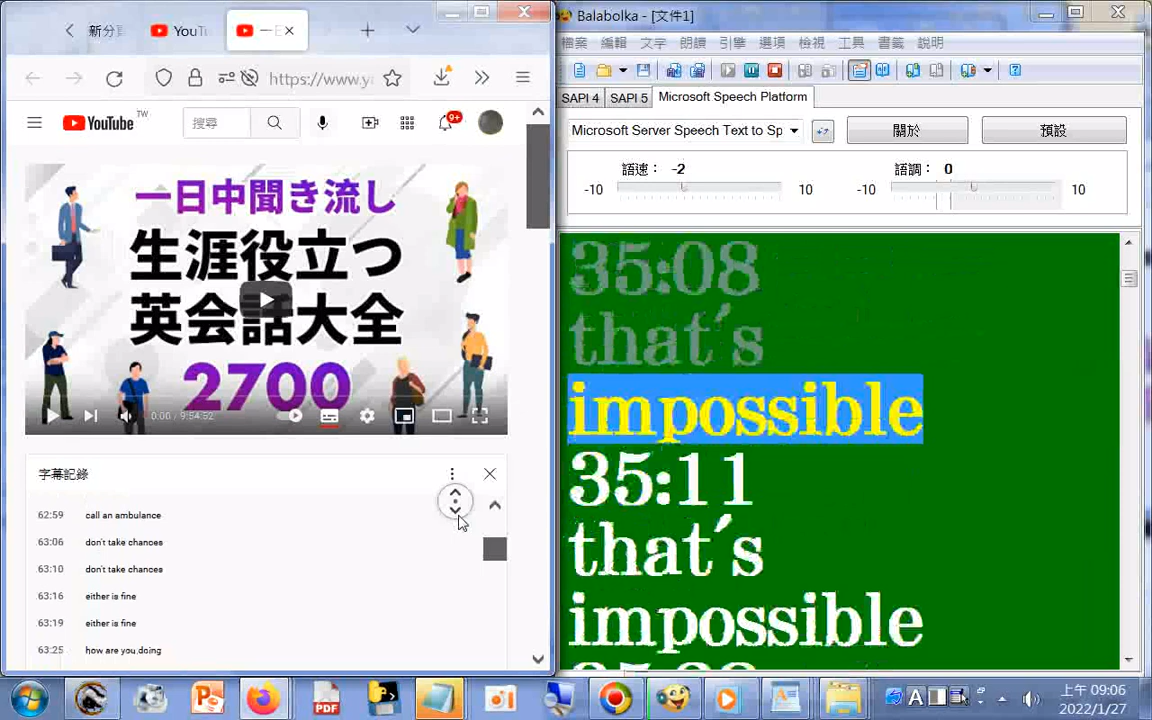 新分
YouTu
一E
https://www.y
YouTube
TW
搜尋
9+
一日中聞き流し
生涯役立つ
英会話大全
2700
0:00 / 9:54:52
字幕記錄
62:59 call an ambulance
63:06 don't take chances
63:10 don't take chances
63:16 either is fine
63:19 either is fine
63:25 how are you doing
Balabolka - [文件1]
檔案 編輯 文字 朗讀 引擎 選項 檢視 工具 書籤 說明
SAPI 4 SAPI 5 Microsoft Speech Platform
Microsoft Server Speech Text to Sp
關於
預設
語速： -2
語調： 0
-10 10 -10 10
35:08
that's
impossible
35:11
that's
impossible
PDF
A
上午 09:06
2022/1/27